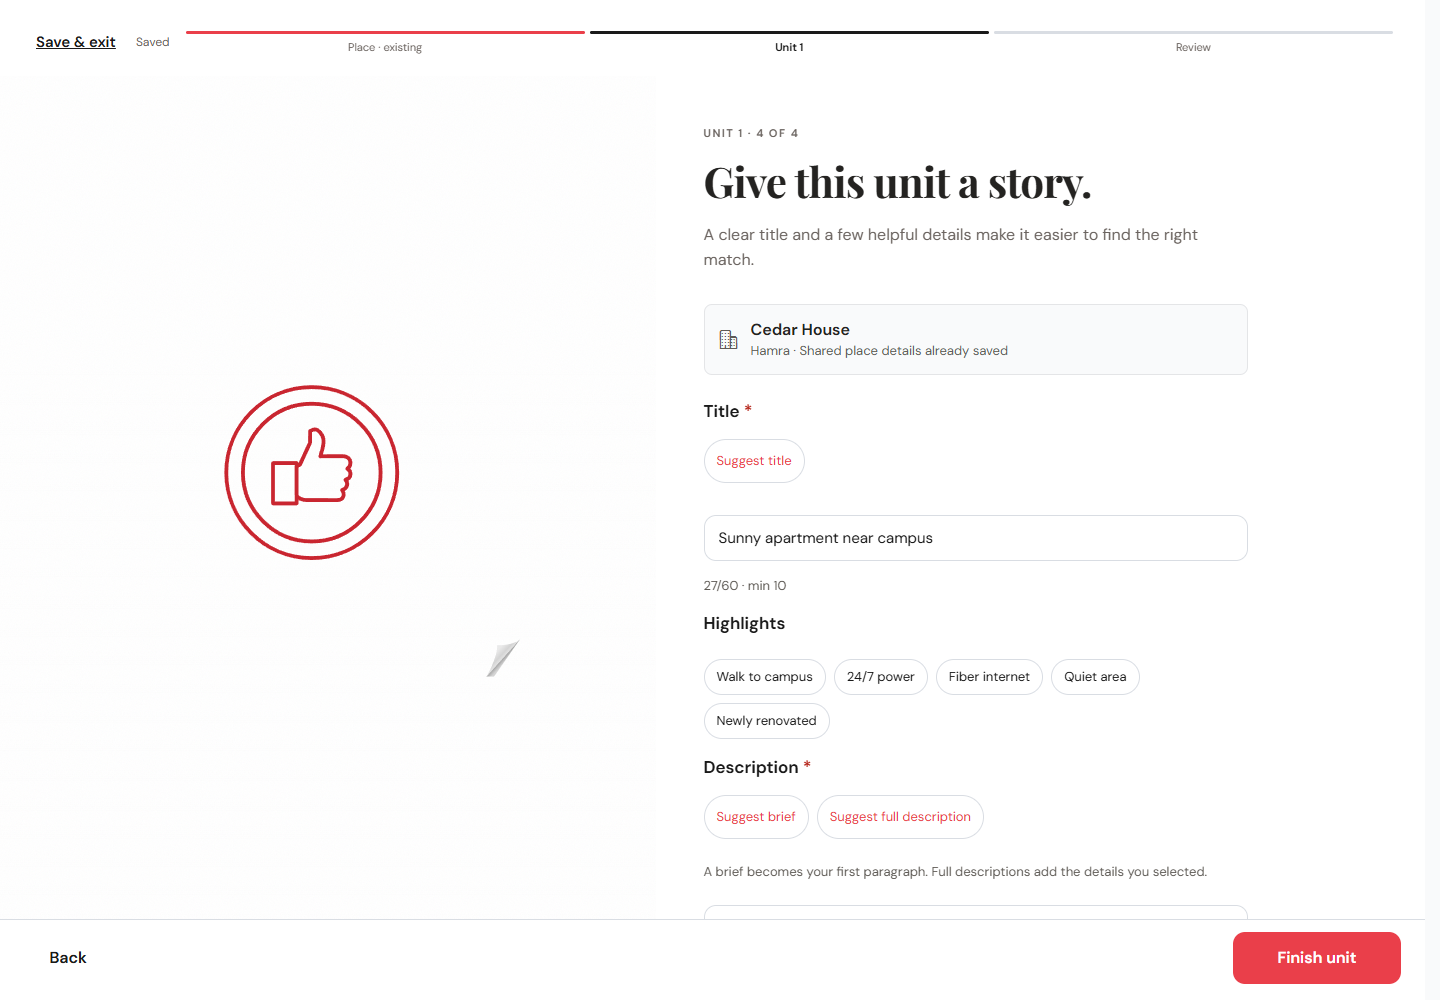 Save & exit
Saved
Place · existing
Unit 1
Review
UNIT 1 · 4 OF 4
Give this unit a story.
A clear title and a few helpful details make it easier to find the right
match.
Cedar House
Hamra · Shared place details already saved
Title *
Suggest title
Sunny apartment near campus
27/60 · min 10
Highlights
Walk to campus
24/7 power
Fiber internet
Quiet area
Newly renovated
Description *
Suggest brief
Suggest full description
A brief becomes your first paragraph. Full descriptions add the details you selected.
Back
Finish unit